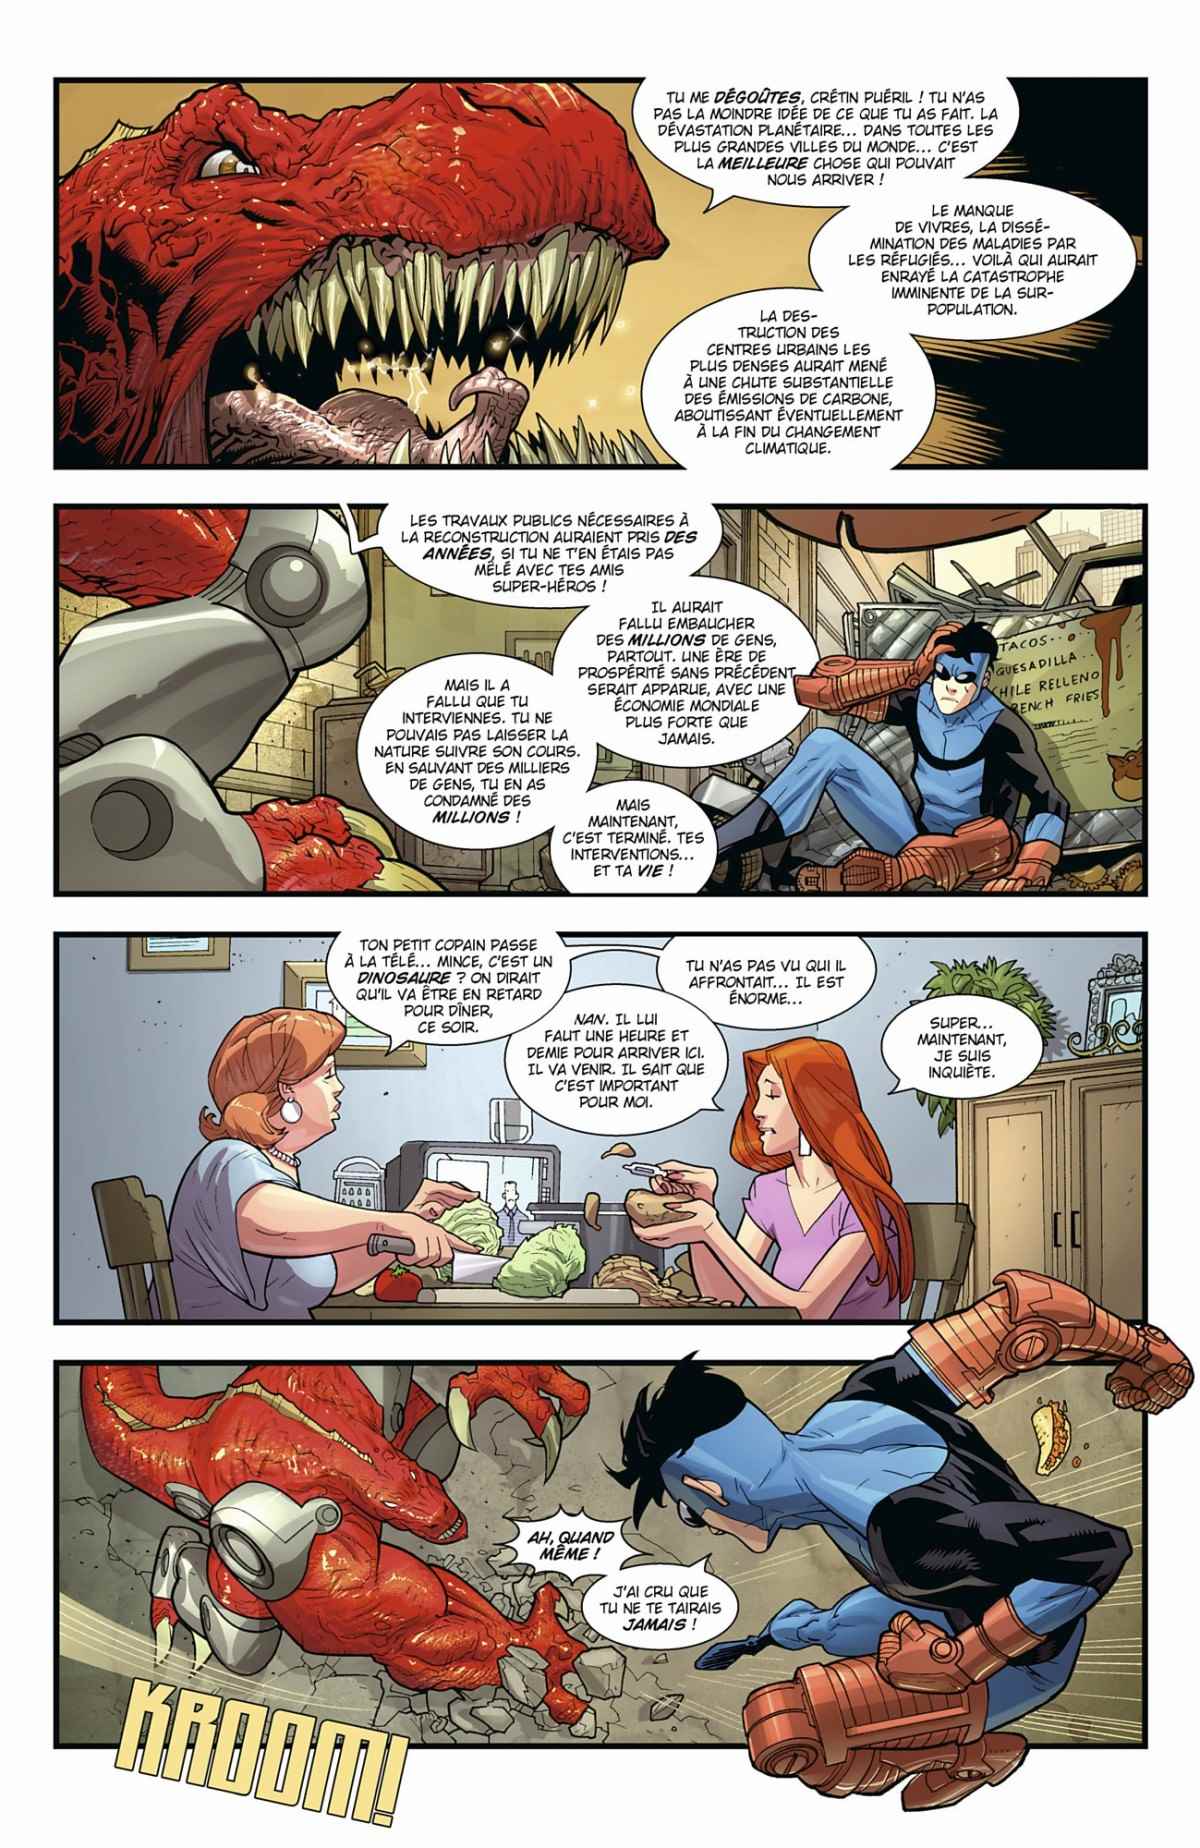 TU ME DÉGOÛTES, CRÉTIN PUÉRIL ! TU N'AS
PAS LA MOINDRE IDÉE DE CE QUE TU AS FAIT. LA
DÉVASTATION PLANÉTAIRE... DANS TOUTES LES
PLUS GRANDES VILLES DU MONDE... C'EST
LA MEILLEURE CHOSE QUI POUVAIT
NOUS ARRIVER !
LE MANQUE
DE VIVRES, LA DISSÉ-
MINATION DES MALADIES PAR
LES RÉFUGIÉS... VOILÀ QUI AURAIT
ENRAYÉ LA CATASTROPHE
IMMINENTE DE LA SUR-
POPULATION.
LA DES-
TRUCTION DES
CENTRES URBAINS LES
PLUS DENSES AURAIT MENÉ
À UNE CHUTE SUBSTANTIELLE
DES ÉMISSIONS DE CARBONE,
ABOUTISSANT ÉVENTUELLEMENT
À LA FIN DU CHANGEMENT
CLIMATIQUE.
LES TRAVAUX PUBLICS NÉCESSAIRES À
LA RECONSTRUCTION AURAIENT PRIS DES
ANNÉES, SI TU NE T'EN ÉTAIS PAS
MÊLÉ AVEC TES AMIS
SUPER-HÉROS !
IL AURAIT
FALLU EMBAUCHER
DES MILLIONS DE GENS,
PARTOUT. UNE ÈRE DE
PROSPÉRITÉ SANS PRÉCÉDENT
SERAIT APPARUE, AVEC UNE
ÉCONOMIE MONDIALE
PLUS FORTE QUE
JAMAIS.
MAIS IL A
FALLU QUE TU
INTERVIENNES. TU NE
POUVAIS PAS LAISSER LA
NATURE SUIVRE SON COURS.
EN SAUVANT DES MILLIERS
DE GENS, TU EN AS
CONDAMNÉ DES
MILLIONS !
MAIS
MAINTENANT,
C'EST TERMINÉ. TES
INTERVENTIONS...
ET TA VIE !
TACOS...
QUESADILLA..
CHILE RELLENO
RENCH FRIES
TON PETIT COPAIN PASSE
À LA TÉLÉ... MINCE, C'EST UN
DINOSAURE ? ON DIRAIT
QU'IL VA ÊTRE EN RETARD
POUR DÎNER,
CE SOIR.
NAN. IL LUI
FAUT UNE HEURE ET
DEMIE POUR ARRIVER ICI.
IL VA VENIR. IL SAIT QUE
C'EST IMPORTANT
POUR MOI.
TU N'AS PAS VU QUI IL
AFFRONTAIT... IL EST
ÉNORME...
SUPER...
MAINTENANT,
JE SUIS
INQUIÈTE.
AH, QUAND
MÊME !
J'AI CRU QUE
TU NE TE TAIRAIS
JAMAIS !
KROOM!